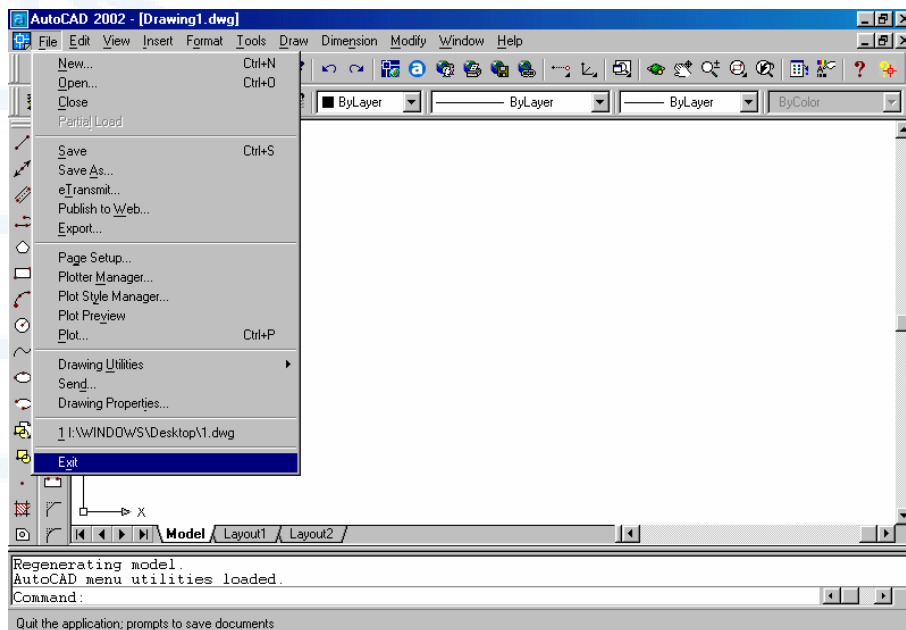 AutoCAD 2002 - [Drawing1.dwg]
File Edit View Insert Format Tools Draw Dimension Modify Window Help
New... Ctrl+N
Open... Ctrl+O
Close
Partial Load
ByLayer ByLayer ByLayer ByColor
Save Ctrl+S
Save As...
eTransmit...
Publish to Web...
Export...
Page Setup...
Plotter Manager...
Plot Style Manager...
Plot Preview
Plot... Ctrl+P
Drawing Utilities
Send...
Drawing Properties...
1 I:\WINDOWS\Desktop\1.dwg
Exit
X
Model Layout1 Layout2
Regenerating model.
AutoCAD menu utilities loaded.
Command:
Quit the application; prompts to save documents